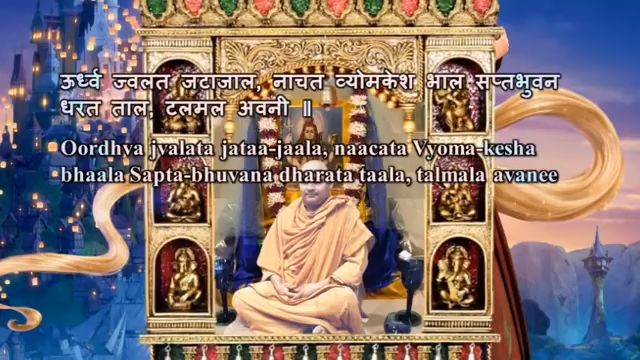 ऊर्ध्व ज्वलत जटाजाल, नाचत व्योमकेश भाल सप्तभुवन
धरत ताल, टलमल अवनी ॥
Oordhva jvalata jataa-jaala, naacata Vyoma-kesha
bhaala Sapta-bhuvana dharata taala, talmala avanee